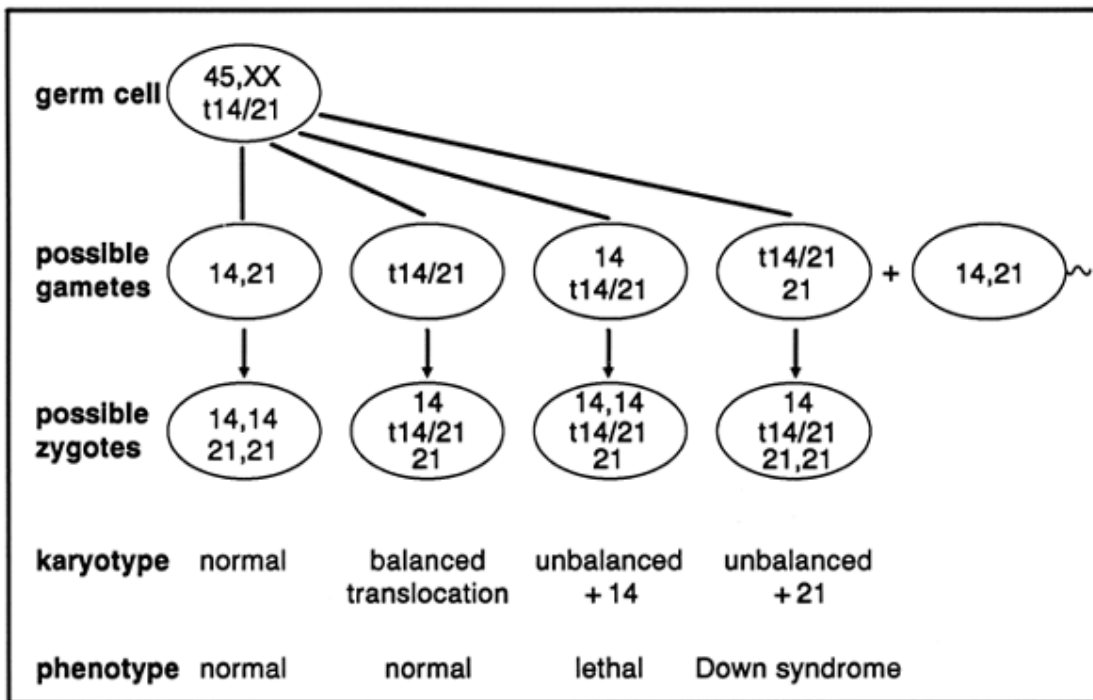 germ cell
45,XX
t14/21
possible
gametes
14,21
t14/21
14
t14/21
t14/21
21
+
14,21
possible
zygotes
14,14
21,21
14
t14/21
21
14,14
t14/21
21
14
t14/21
21,21
karyotype normal balanced unbalanced unbalanced
translocation + 14 + 21
phenotype normal normal lethal Down syndrome